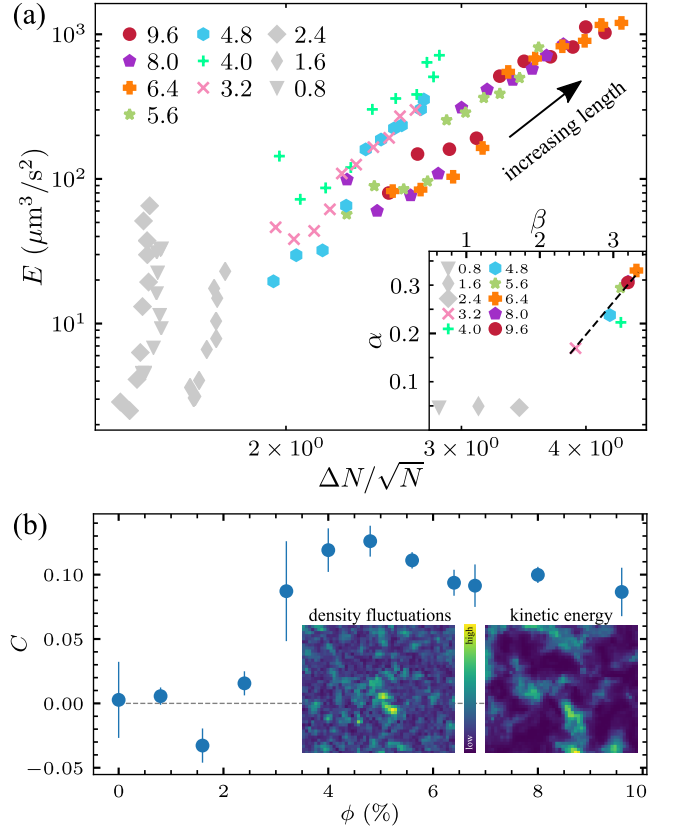 (a)
9.6 4.8 2.4
8.0 4.0 1.6
6.4 3.2 0.8
5.6
10³
10²
10¹
E (µm³/s²)
increasing length
β
1 2 3
0.8 4.8
1.6 5.6
2.4 6.4
3.2 8.0
4.0 9.6
α
0.3
0.2
0.1
2 × 10⁰ 3 × 10⁰ 4 × 10⁰
ΔN/√N
(b)
0.10
0.05
0.00
−0.05
C
density fluctuations
high
low
kinetic energy
0 2 4 6 8 10
ϕ (%)